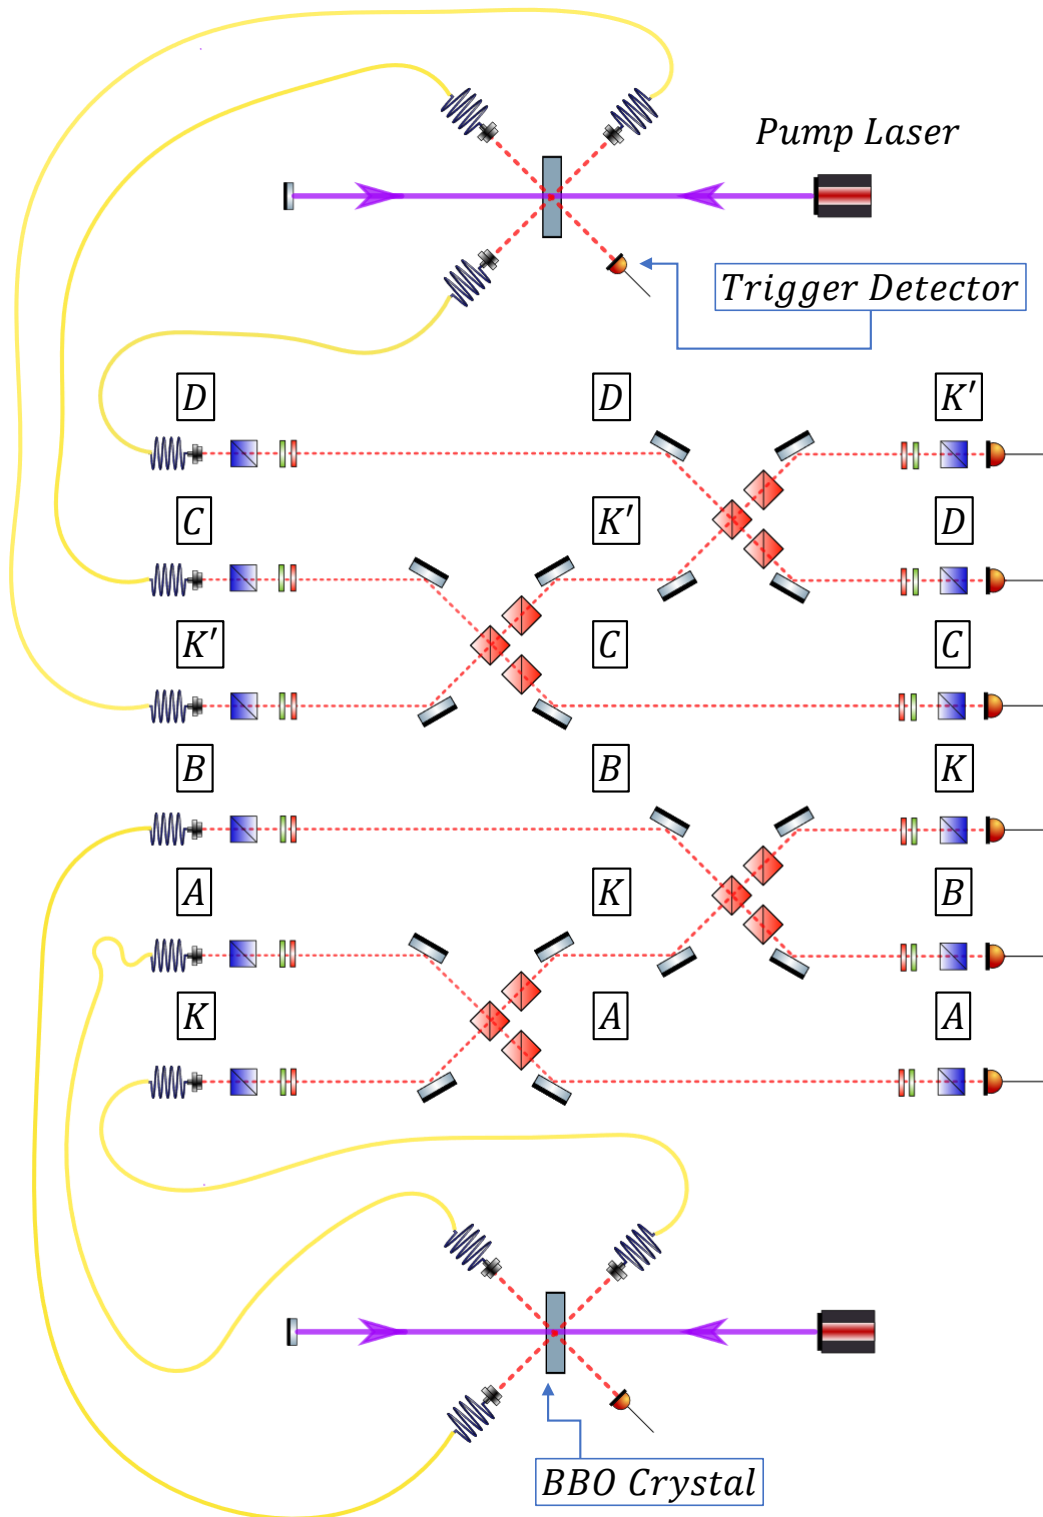 Pump Laser
Trigger Detector
D D K′
C K′ D
K′ C C
B B K
A K B
K A A
BBO Crystal